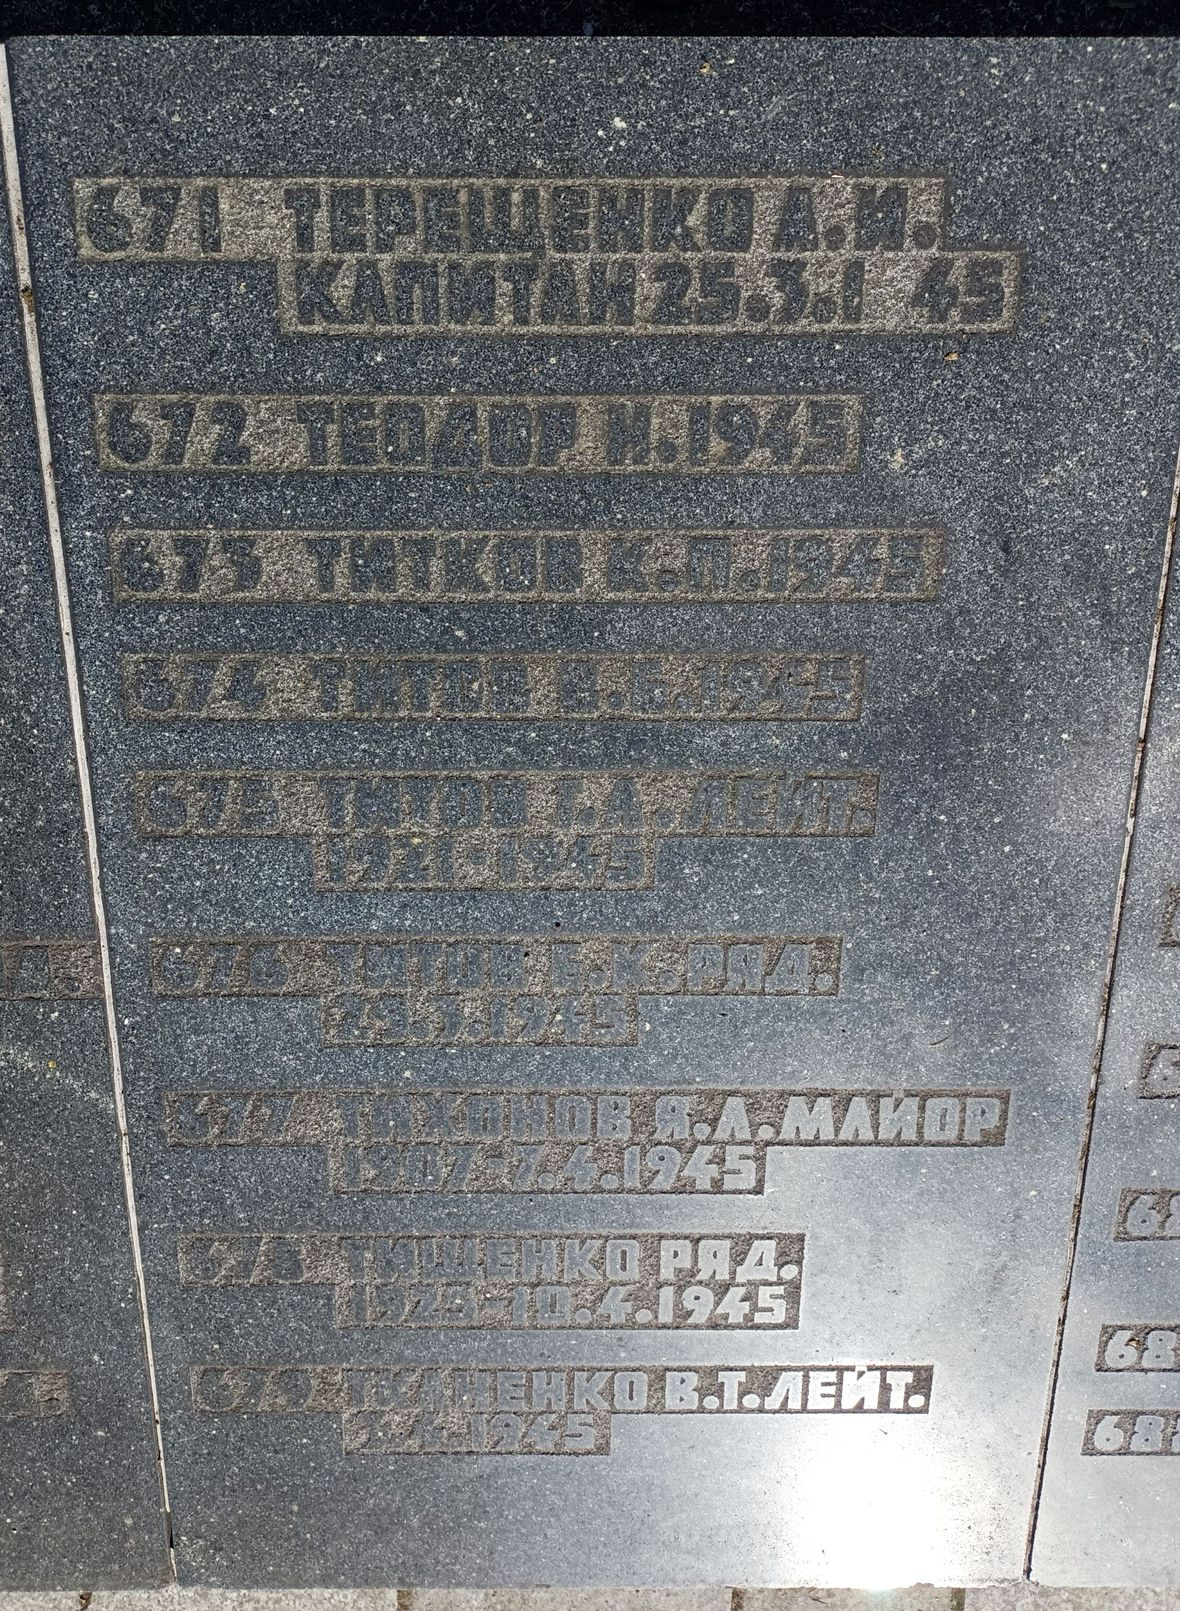 671 ТЕРЕЩЕНКО А.И.
КАПИТАН 25.3.1 45
672 ТЕОДОР Н.1945
673 ТИТКОВ К.П.1945
674 ТИТОВ В.Б.1945
675 ТИТОВ Г.А.ЛЕЙТ.
1921-1945
676 ТИТОВ Е.К.РЯД.
1945
677 ТИХОНОВ Я.Л.МАЙОР
1907-7.4.1945
678 ТИЩЕНКО РЯД.
1925-10.4.1945
679 ТКАЧЕНКО В.Т.ЛЕЙТ.
1945